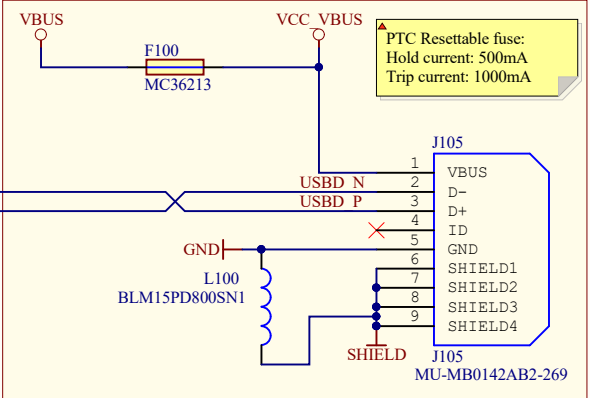 VBUS
VCC_VBUS
F100
MC36213
PTC Resettable fuse:
Hold current: 500mA
Trip current: 1000mA
J105
1 VBUS
USBD_N 2 D-
USBD_P 3 D+
4 ID
GND 5 GND
6 SHIELD1
7 SHIELD2
8 SHIELD3
9 SHIELD4
L100
BLM15PD800SN1
SHIELD
J105
MU-MB0142AB2-269